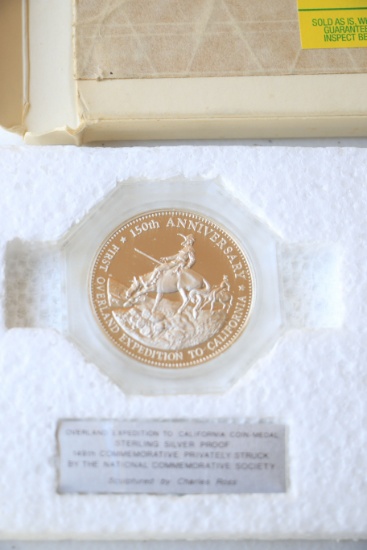 SOLD AS IS, W
GUARANTEE
INSPECT BE
150th ANNIVERSARY
FIRST OVERLAND EXPEDITION TO CALIFORNIA
OVERLAND EXPEDITION TO CALIFORNIA COIN MEDAL
STERLING SILVER PROOF
149th COMMEMORATIVE PRIVATELY STRUCK
BY THE NATIONAL COMMEMORATIVE SOCIETY
Sculptured by Charles Ross